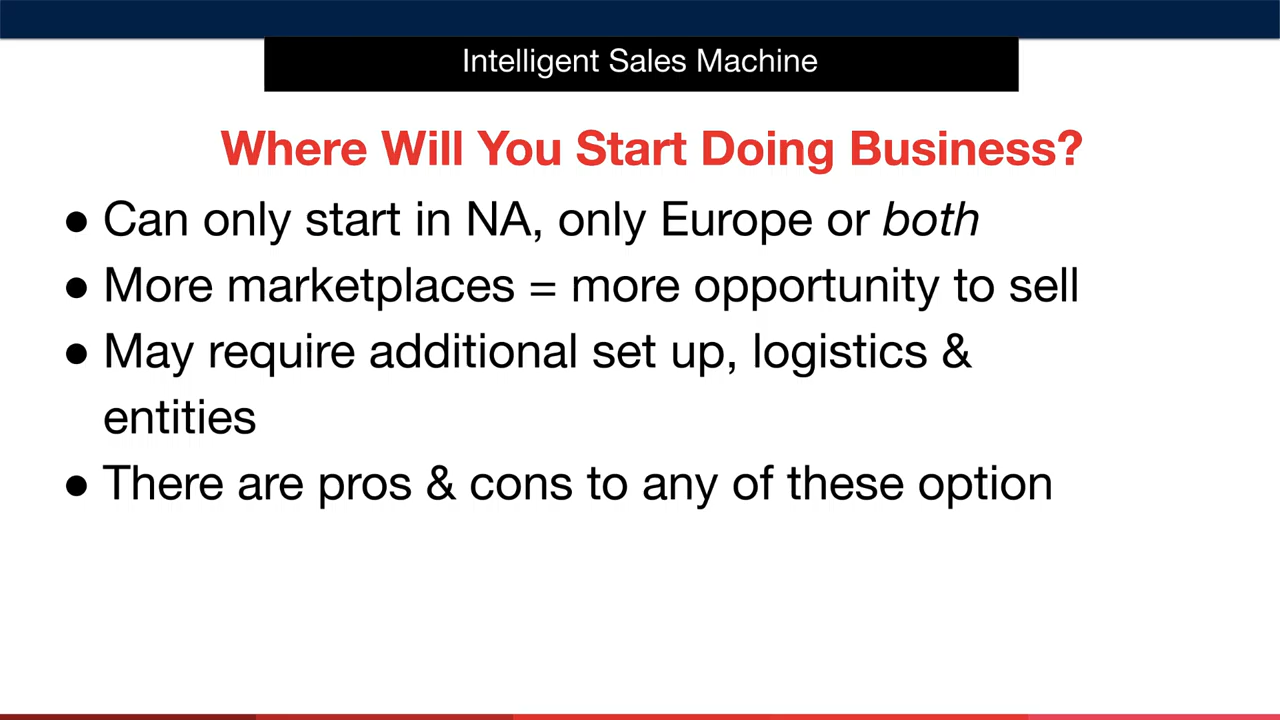 Intelligent Sales Machine
Where Will You Start Doing Business?
● Can only start in NA, only Europe or both
● More marketplaces = more opportunity to sell
● May require additional set up, logistics &
entities
● There are pros & cons to any of these option